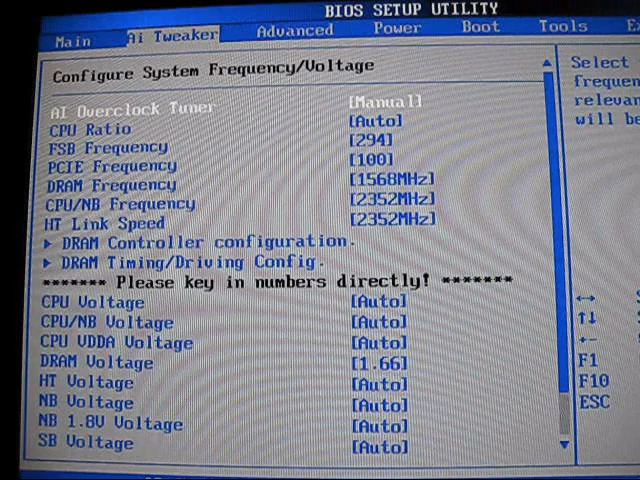 BIOS SETUP UTILITY
Main Ai Tweaker Advanced Power Boot Tools
Configure System Frequency/Voltage
AI Overclock Tuner [Manual]
CPU Ratio [Auto]
FSB Frequency [294]
PCIE Frequency [100]
DRAM Frequency [1568MHz]
CPU/NB Frequency [2352MHz]
HT Link Speed [2352MHz]
▶ DRAM Controller configuration.
▶ DRAM Timing/Driving Config.
******* Please key in numbers directly! *******
CPU Voltage [Auto]
CPU/NB Voltage [Auto]
CPU VDDA Voltage [Auto]
DRAM Voltage [1.66]
HT Voltage [Auto]
NB Voltage [Auto]
NB 1.8V Voltage [Auto]
SB Voltage [Auto]
Select
frequen
relevan
will be
↔
↑↓
+-
F1
F10
ESC